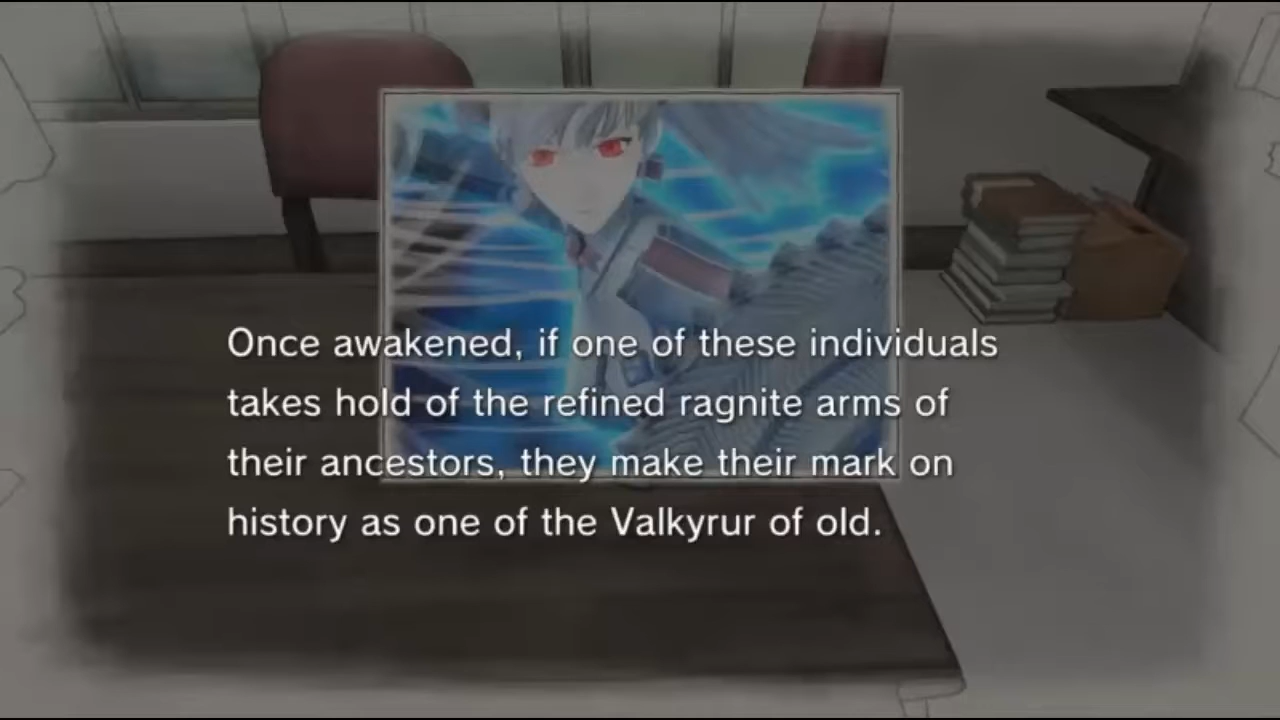 Once awakened, if one of these individuals
takes hold of the refined ragnite arms of
their ancestors, they make their mark on
history as one of the Valkyrur of old.